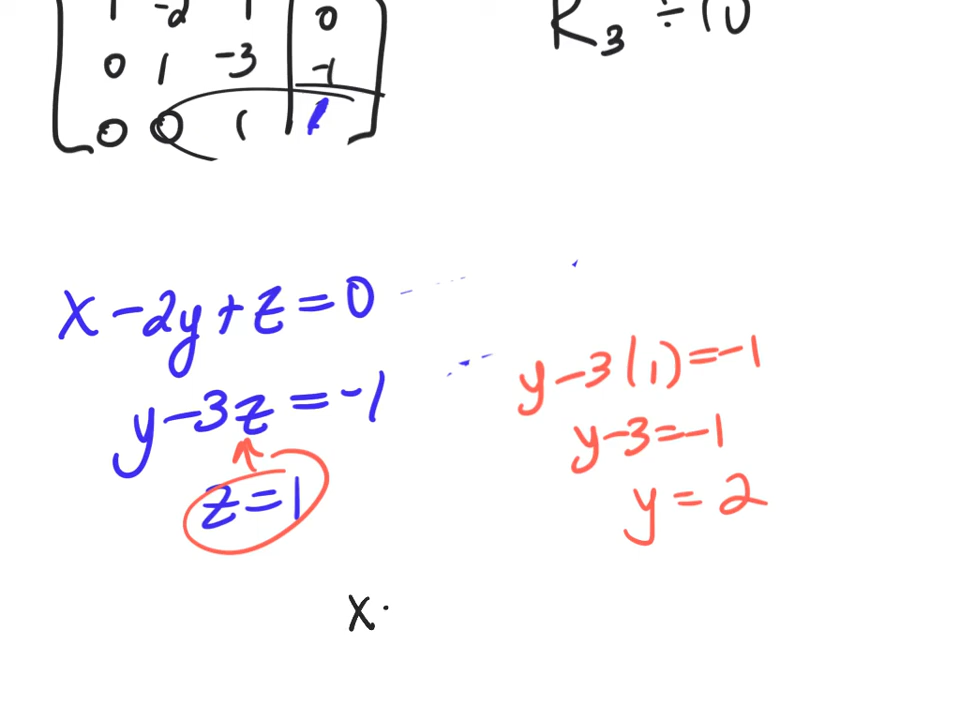 1 -2 1 0
R3 ÷ 10
0 1 -3 -1
0 0 1 1
x - 2y + z = 0
y - 3z = -1
z = 1
y - 3(1) = -1
y - 3 = -1
y = 2
x